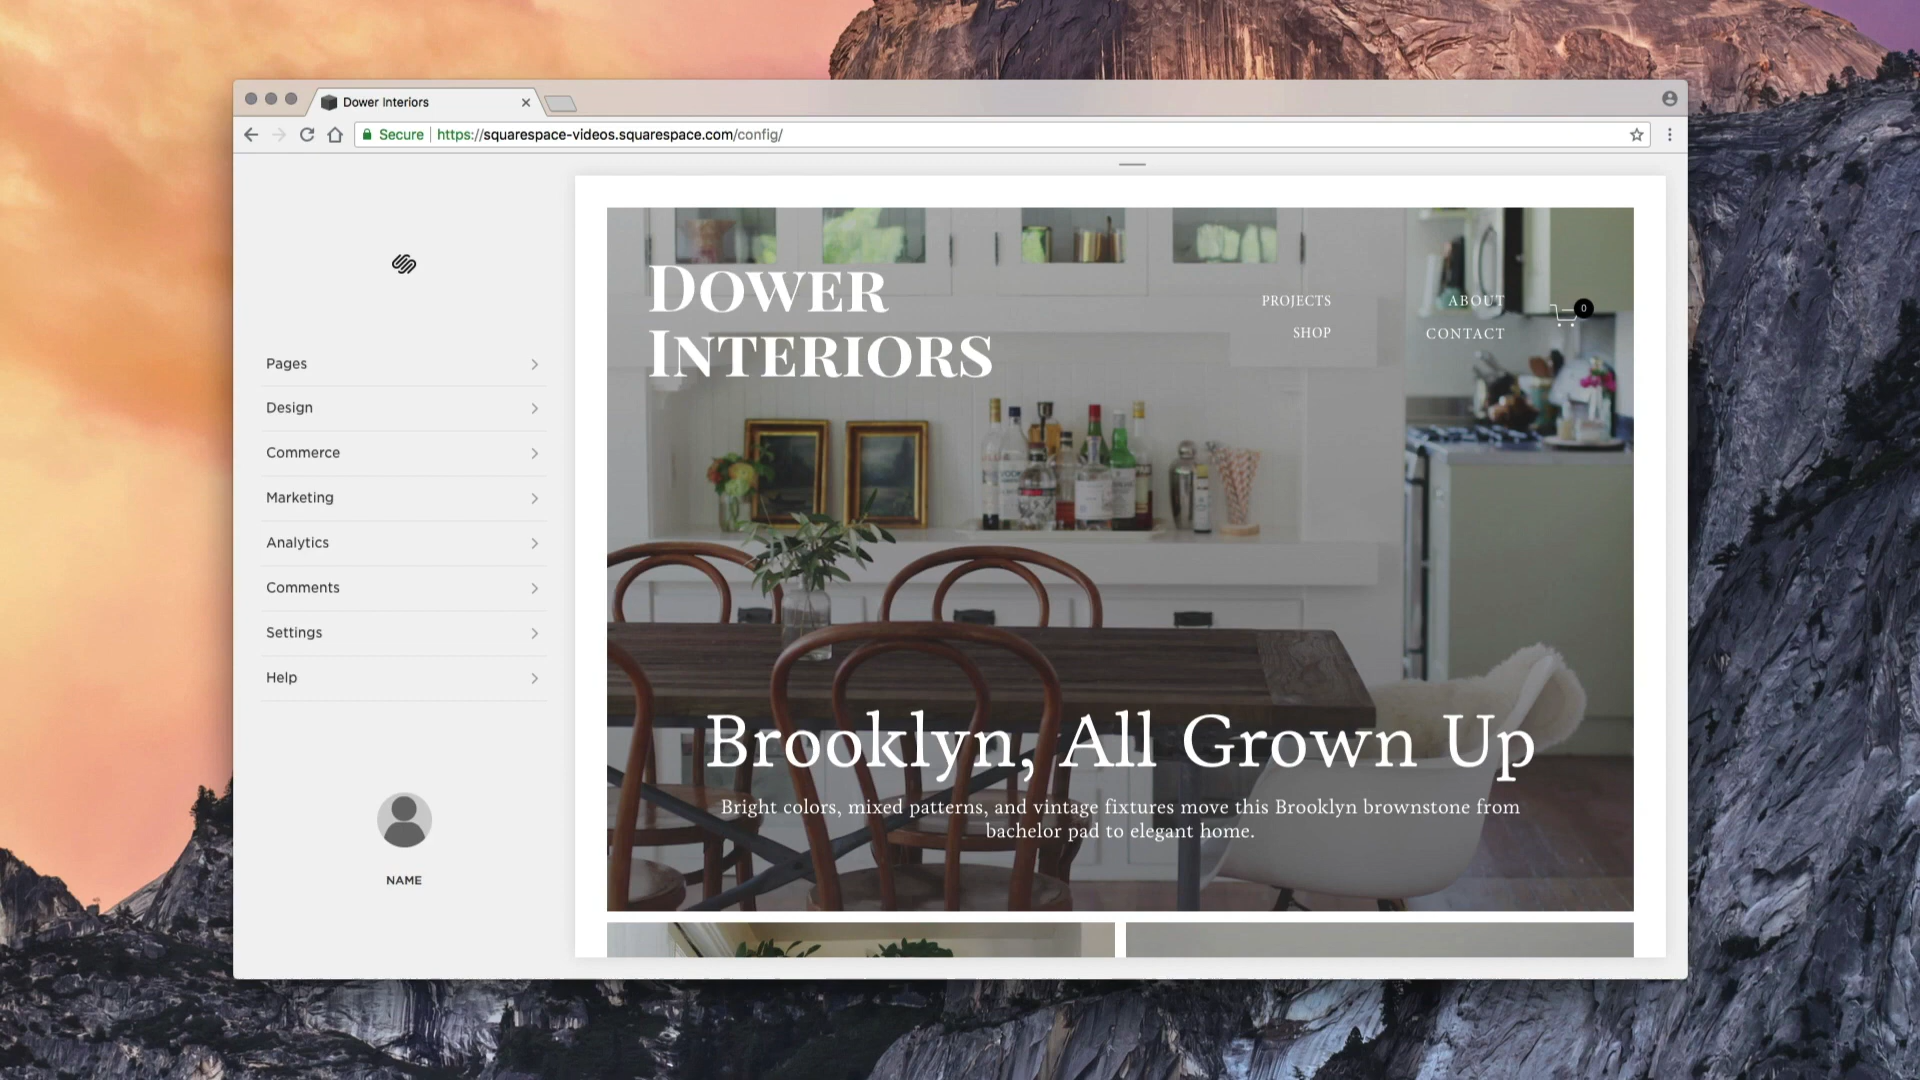 Dower Interiors
Secure https://squarespace-videos.squarespace.com/config/
Pages
Design
Commerce
Marketing
Analytics
Comments
Settings
Help
NAME
DOWER
INTERIORS
PROJECTS
SHOP
ABOUT
CONTACT
0
Brooklyn, All Grown Up
Bright colors, mixed patterns, and vintage fixtures move this Brooklyn brownstone from
bachelor pad to elegant home.